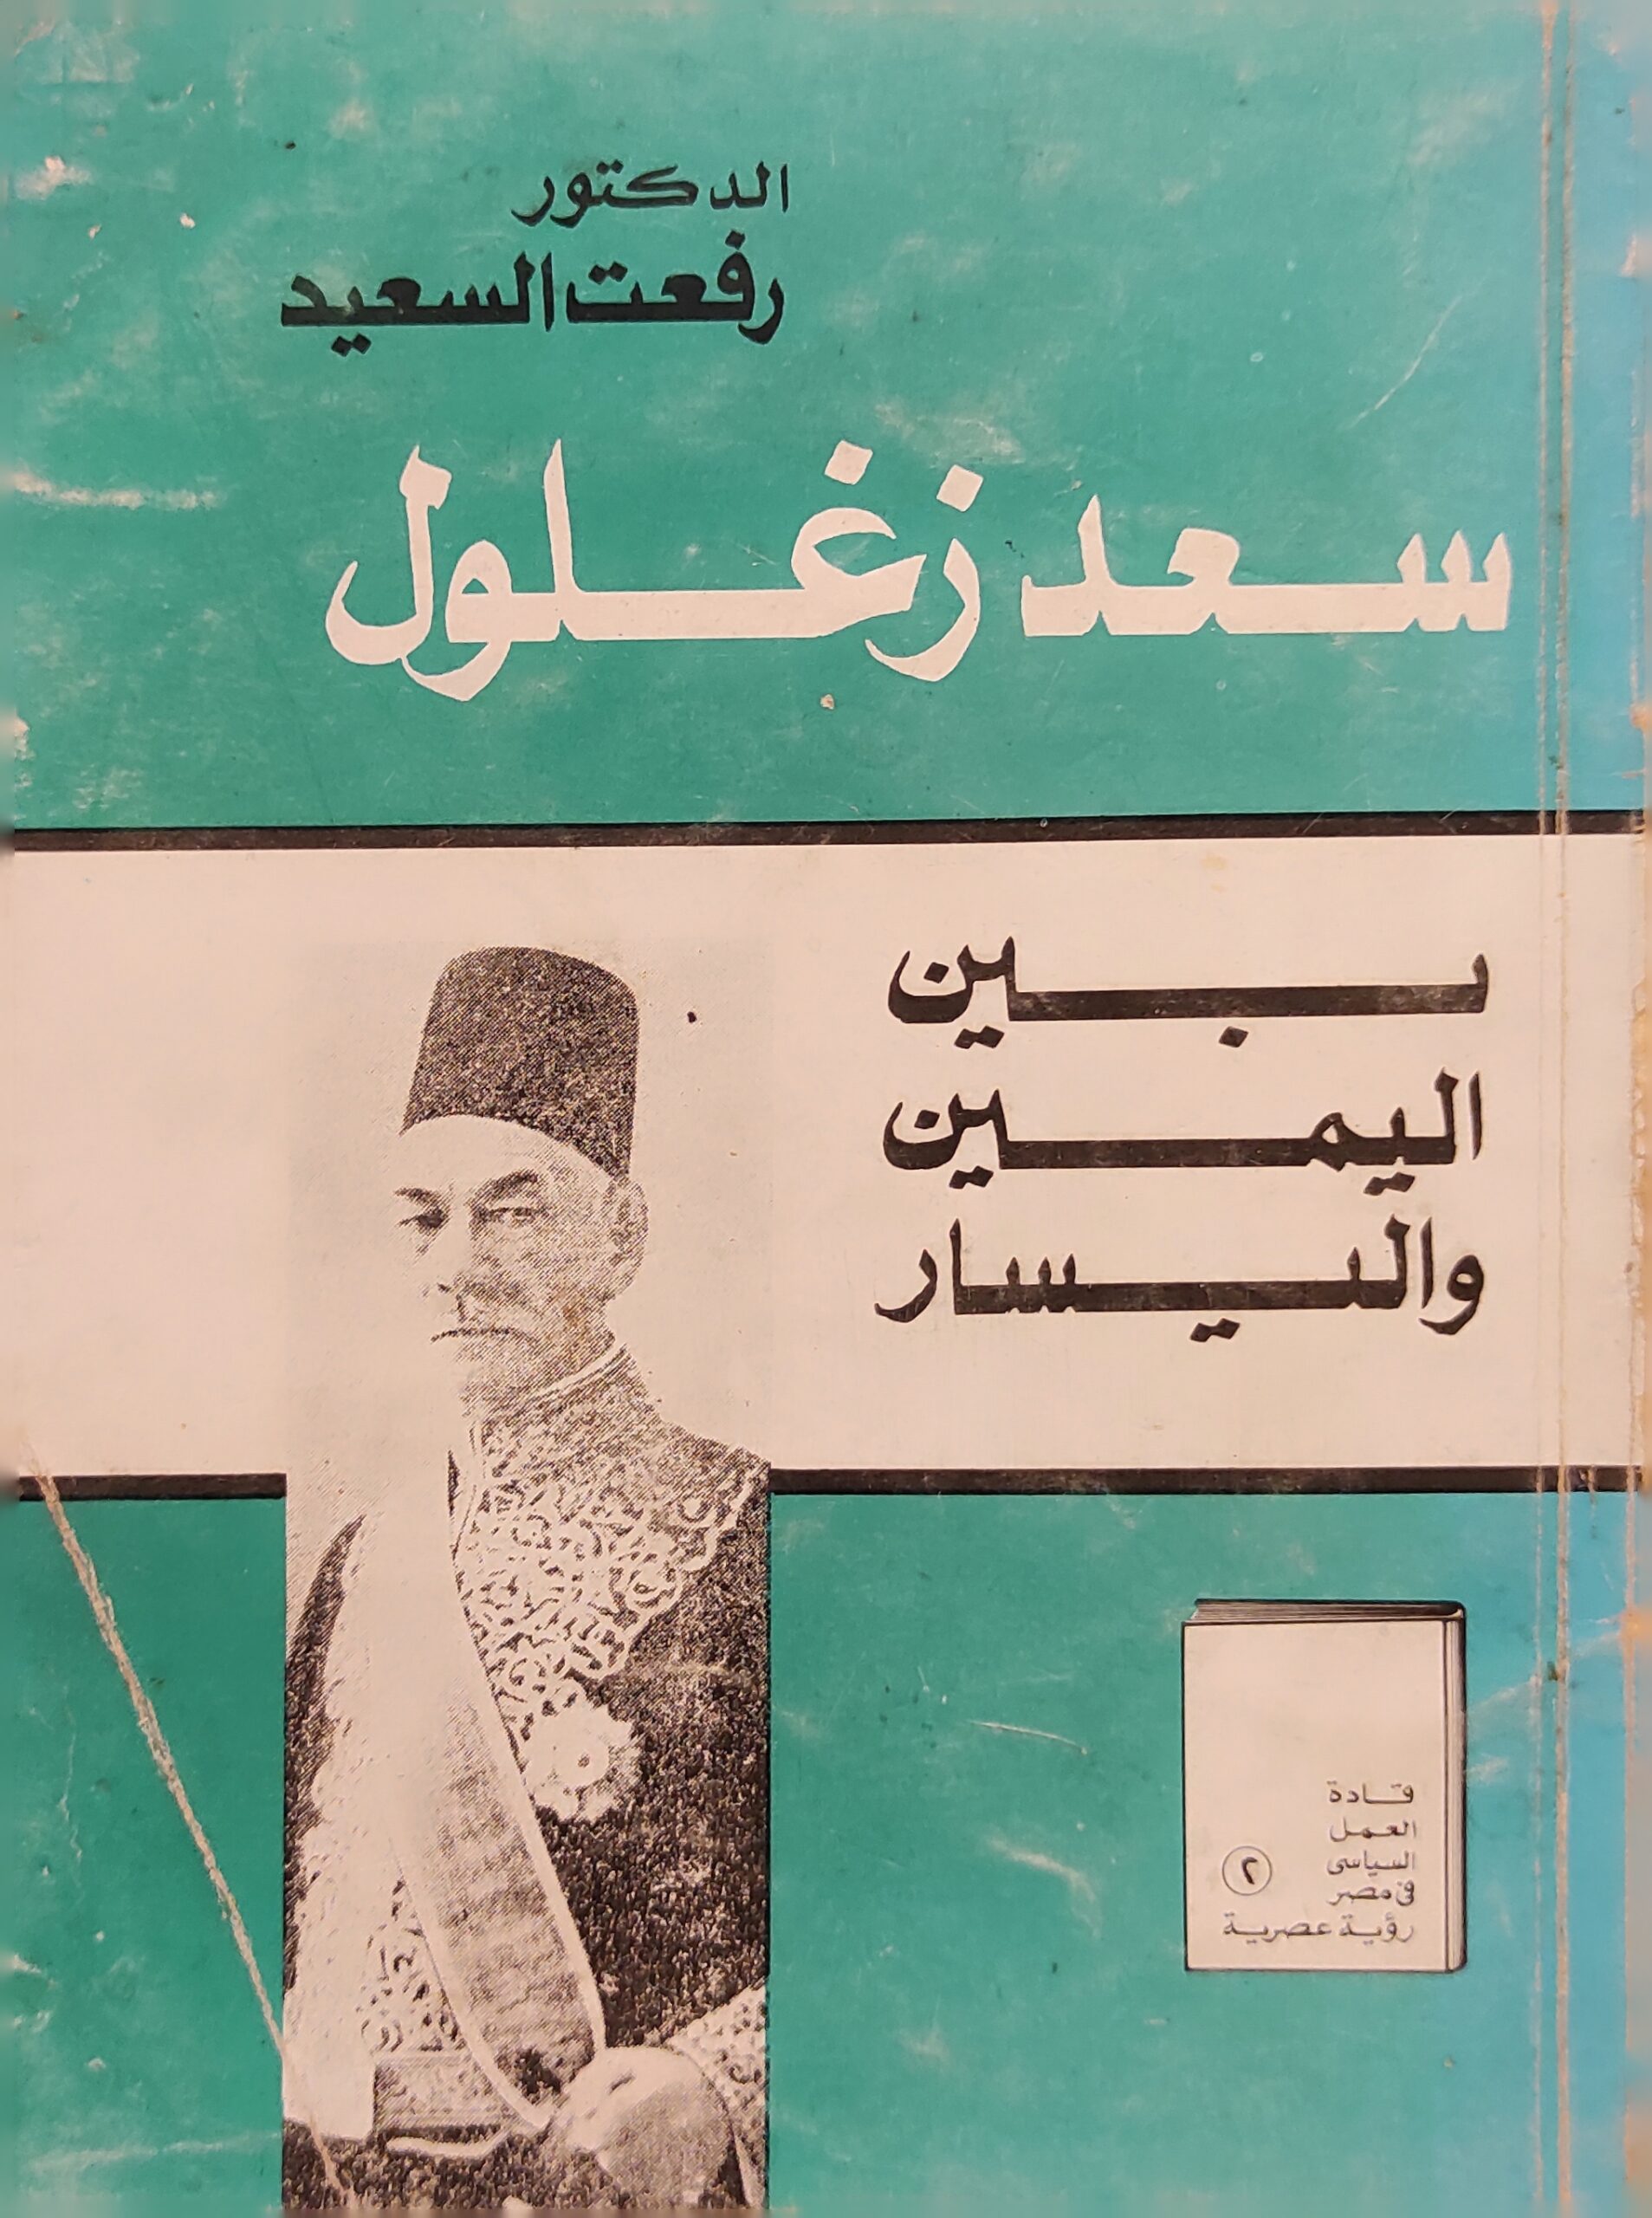 الدكتور
رفعت السعيد
سعد زغلول
بين
اليمين
واليسار
قادة
العمل
السياسى
فى مصر
رؤية عصرية
٢